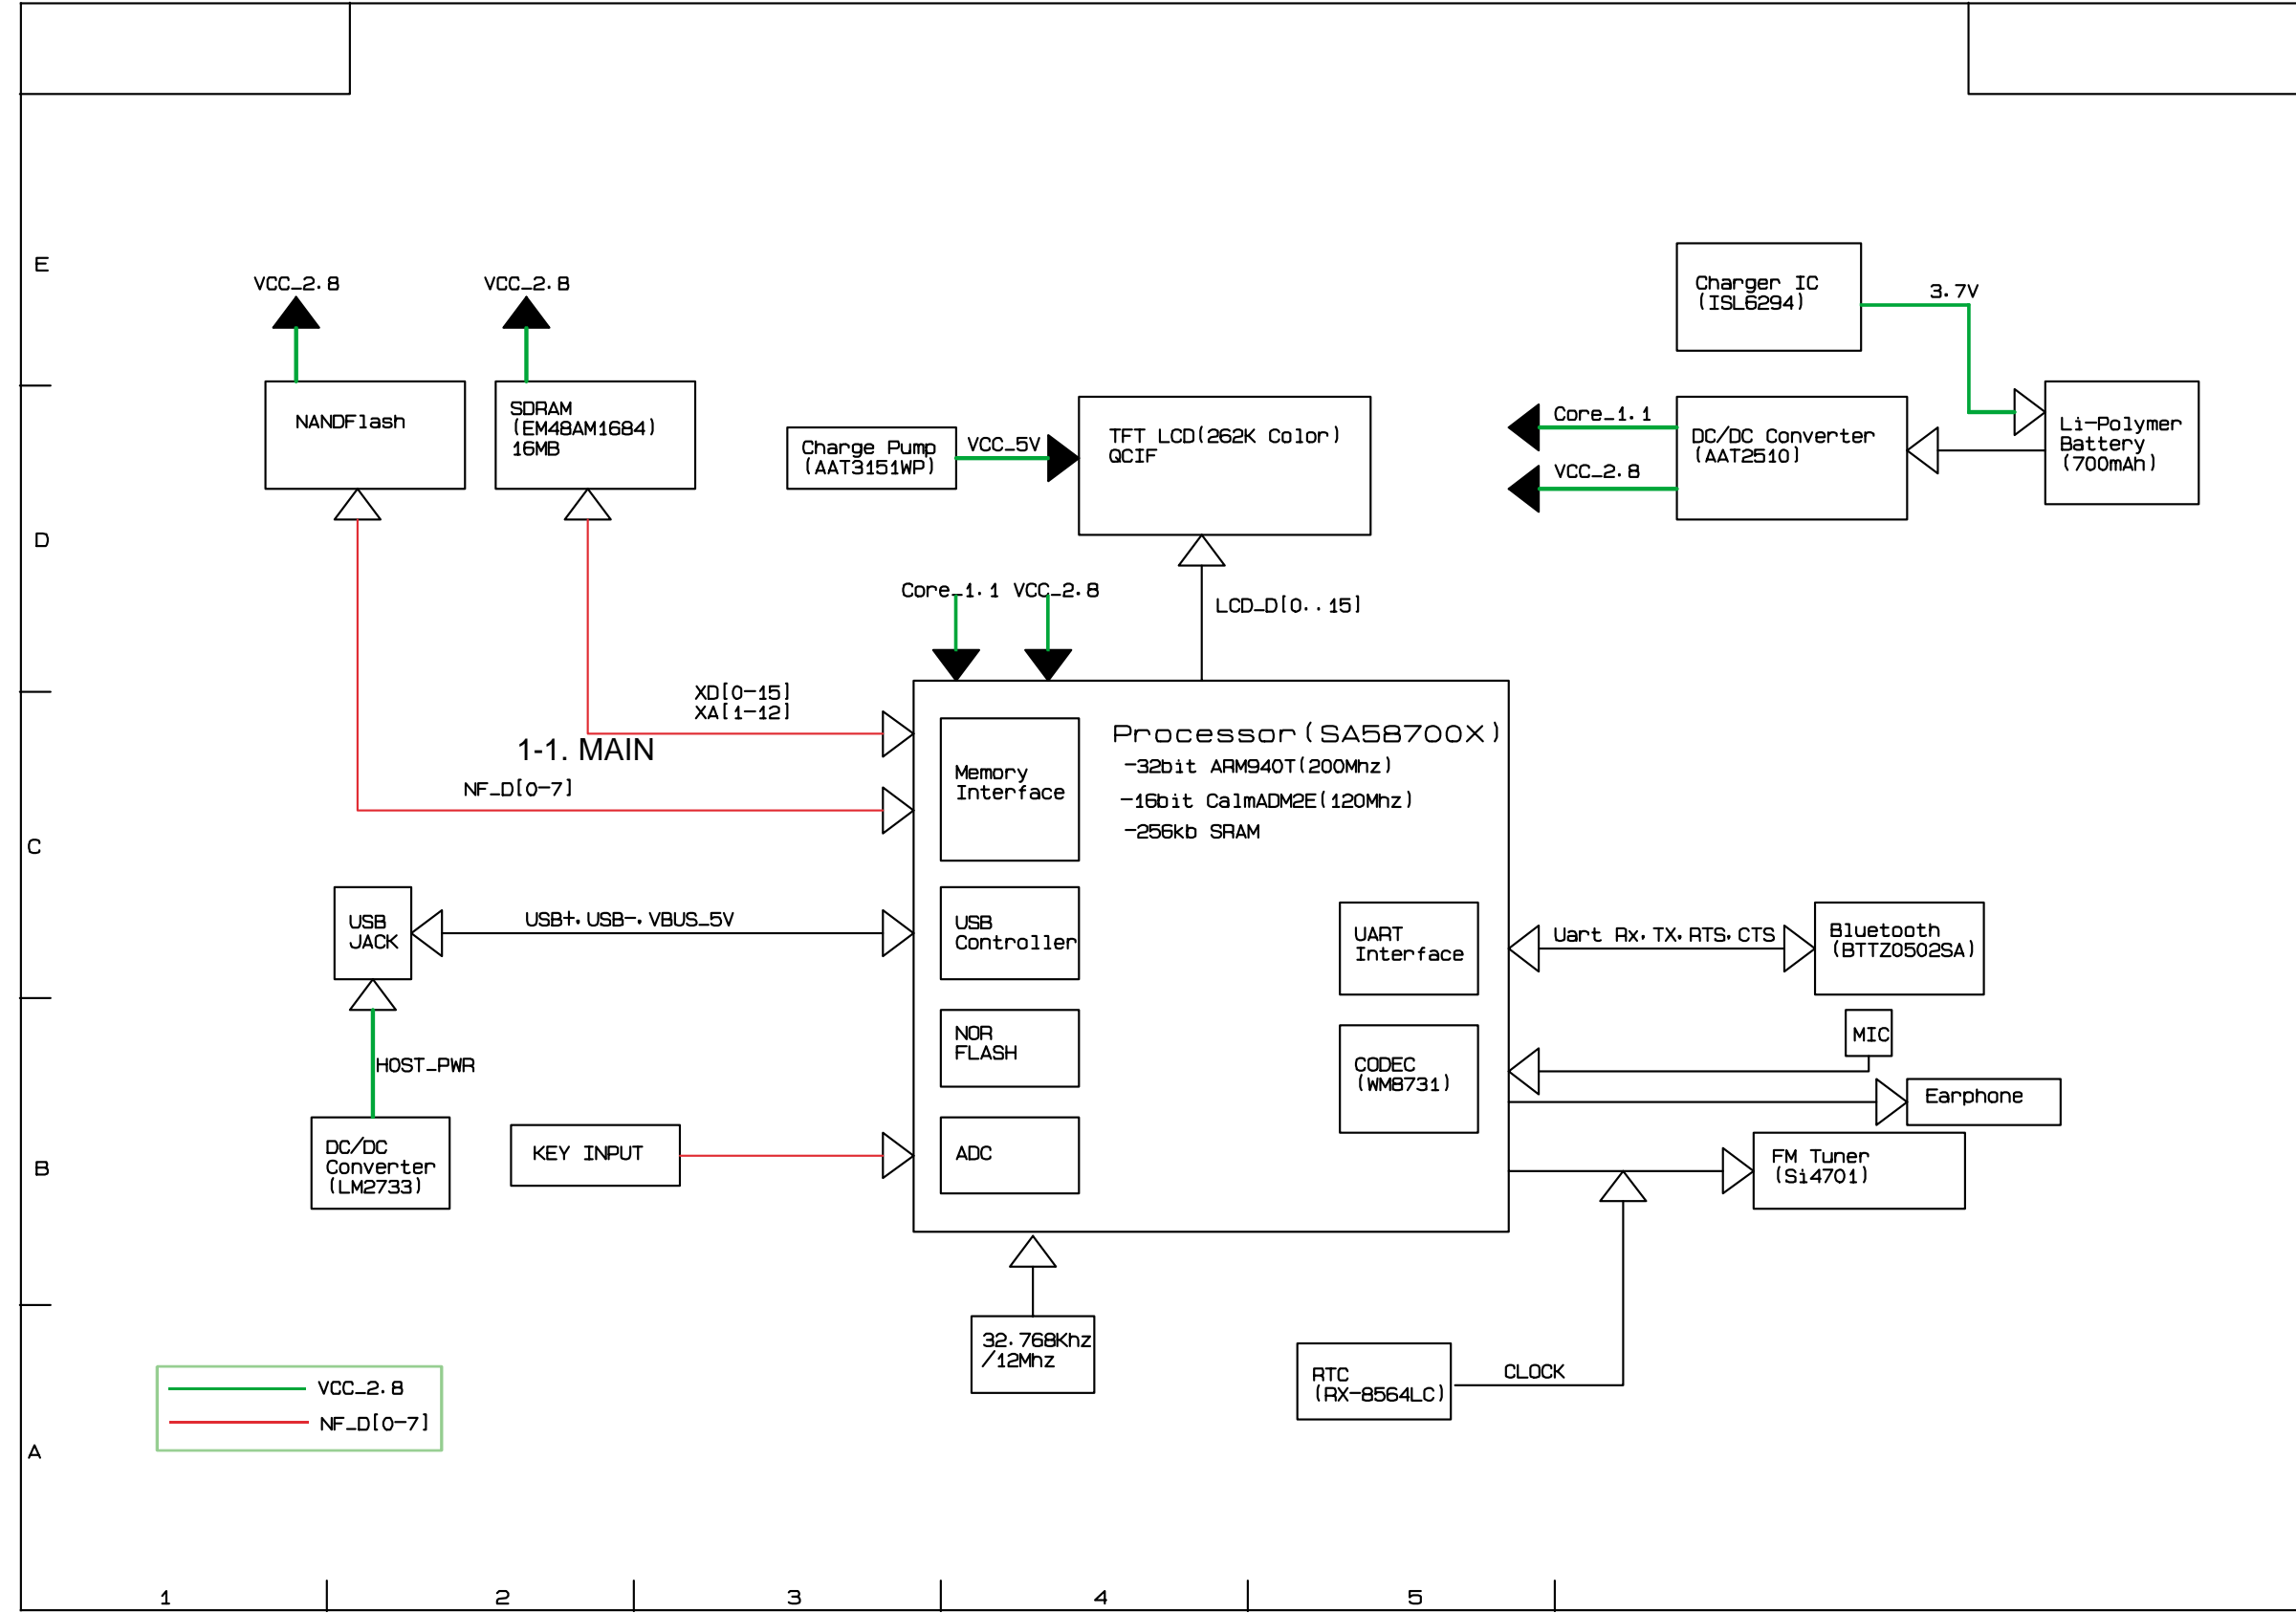 E
VCC_2.8
VCC_2.8
Charger IC
(ISL6294)
3.7V
NANDFlash
SDRAM
(EM48AM1684)
16MB
Charge Pump
(AAT3151WP)
VCC_5V
TFT LCD(262K Color)
QCIF
Core_1.1
VCC_2.8
DC/DC Converter
(AAT2510)
Li-Polymer
Battery
(700mAh)
D
Core_1.1 VCC_2.8
LCD_D[0..15]
XD[0-15]
XA[1-12]
1-1. MAIN
NF_D[0-7]
Processor(SA58700X)
-32bit ARM940T(200Mhz)
-16bit CalmADM2E(120Mhz)
-256kb SRAM
Memory
Interface
C
USB
JACK
USB+,USB-,VBUS_5V
USB
Controller
UART
Interface
Uart Rx,TX,RTS,CTS
Bluetooth
(BTTZ0502SA)
NOR
FLASH
MIC
HOST_PWR
CODEC
(WM8731)
Earphone
DC/DC
Converter
(LM2733)
KEY INPUT
ADC
FM Tuner
(Si4701)
B
32.768Khz
/12Mhz
RTC
(RX-8564LC)
CLOCK
VCC_2.8
NF_D[0-7]
A
1 2 3 4 5